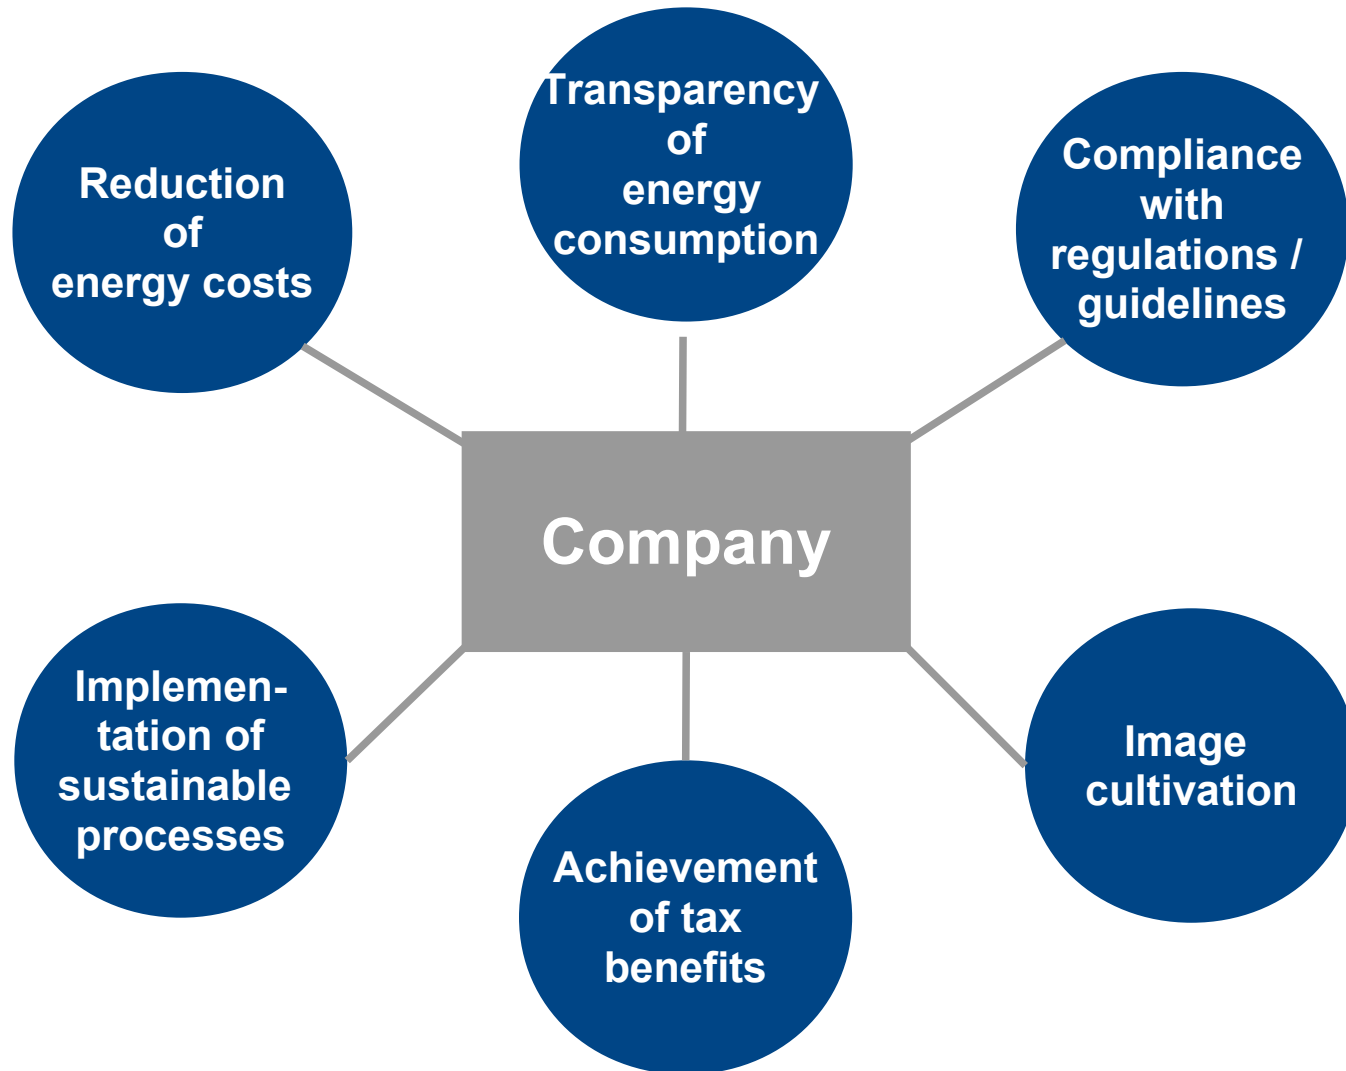 Transparency
of
energy
consumption
Reduction
of
energy costs
Compliance
with
regulations /
guidelines
Company
Implemen-
tation of
sustainable
processes
Image
cultivation
Achievement
of tax
benefits